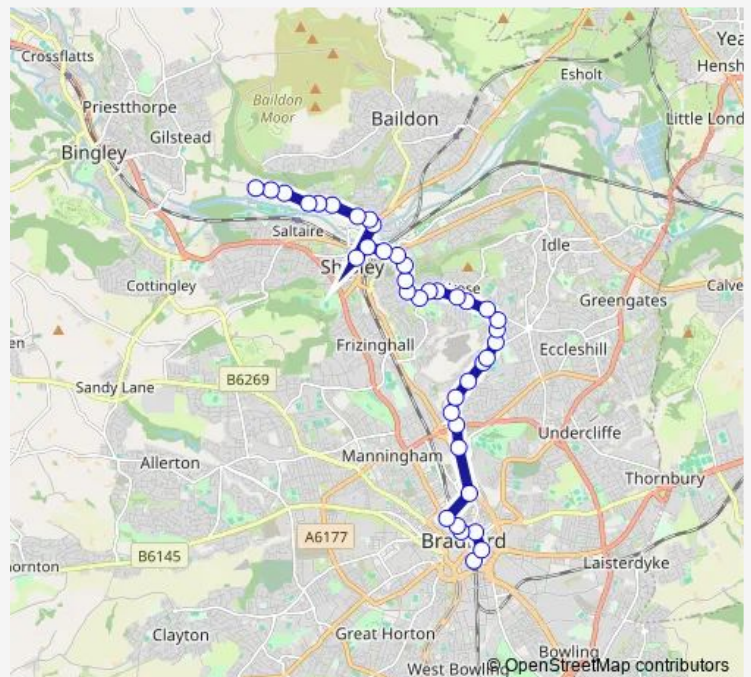 Crossflatts
Yea
Hensh
Esholt
Priestthorpe
Baildon
Moor
Baildon
Little Lond
Gilstead
Bingley
Saltaire
Idle
Cottingley
Calve
Greengates
en
Frizinghall
Eccleshill
B6269
Sandy Lane
Undercliffe
Manningham
Allerton
Thornbury
A6177
B6145
Laisterdyke
Clayton
Great Horton
Bowling
West Bowling
© OpenStreetMap contributors